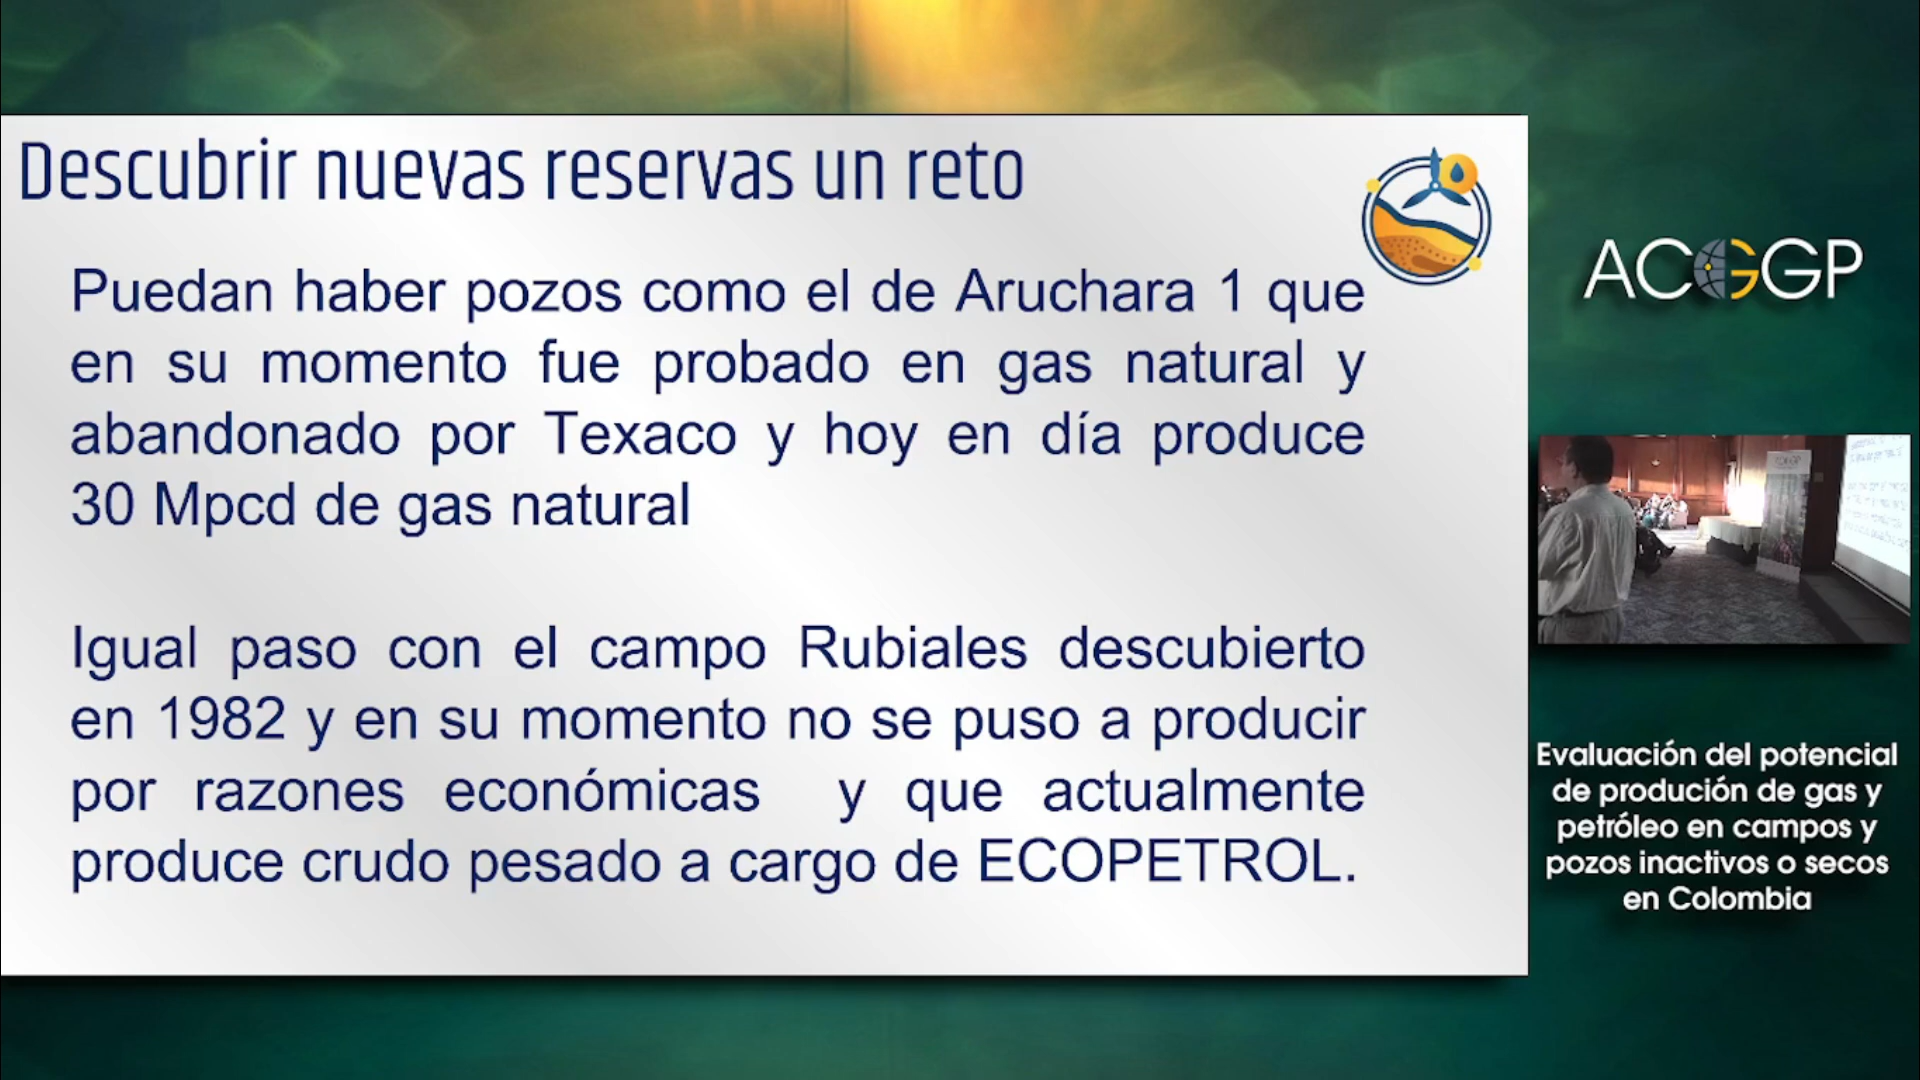 Descubrir nuevas reservas un reto
Puedan haber pozos como el de Aruchara 1 que
en su momento fue probado en gas natural y
abandonado por Texaco y hoy en día produce
30 Mpcd de gas natural
Igual paso con el campo Rubiales descubierto
en 1982 y en su momento no se puso a producir
por razones económicas y que actualmente
produce crudo pesado a cargo de ECOPETROL.
ACGGP
Evaluación del potencial
de produción de gas y
petróleo en campos y
pozos inactivos o secos
en Colombia